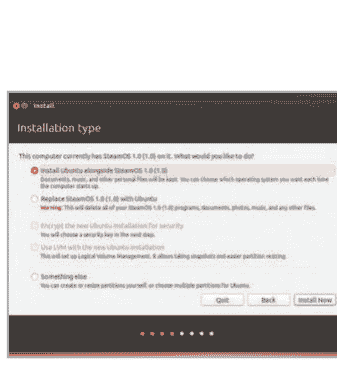 Install
Installation type
This computer currently has SteamOS 1.0 (1.0) on it. What would you like to do?
Install Ubuntu alongside SteamOS 1.0 (1.0)
Documents, music, and other personal files will be kept. You can choose which operating system you want each time
the computer starts up.
Replace SteamOS 1.0 (1.0) with Ubuntu
Warning: This will delete all of your SteamOS 1.0 (1.0) programs, documents, photos, music, and any other files.
Encrypt the new Ubuntu installation for security
You will choose a security key in the next step.
Use LVM with the new Ubuntu installation
This will set up Logical Volume Management. It allows taking snapshots and easier partition resizing.
Something else
You can create or resize partitions yourself, or choose multiple partitions for Ubuntu.
Quit Back Install Now